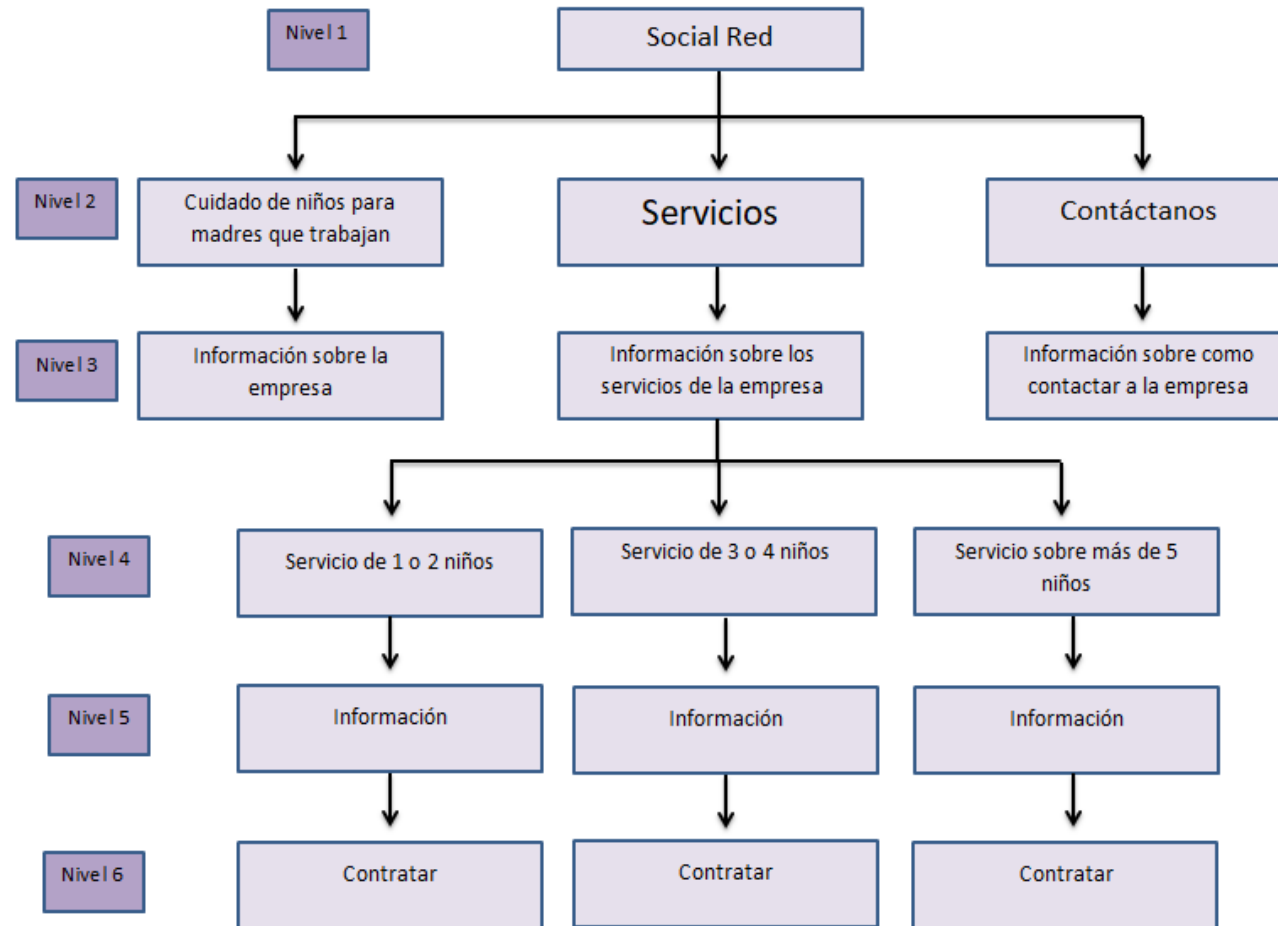 Nivel 1
Social Red
Nivel 2
Cuidado de niños para
madres que trabajan
Servicios
Contáctanos
Nivel 3
Información sobre la
empresa
Información sobre los
servicios de la empresa
Información sobre como
contactar a la empresa
Nivel 4
Servicio de 1 o 2 niños
Servicio de 3 o 4 niños
Servicio sobre más de 5
niños
Nivel 5
Información
Información
Información
Nivel 6
Contratar
Contratar
Contratar